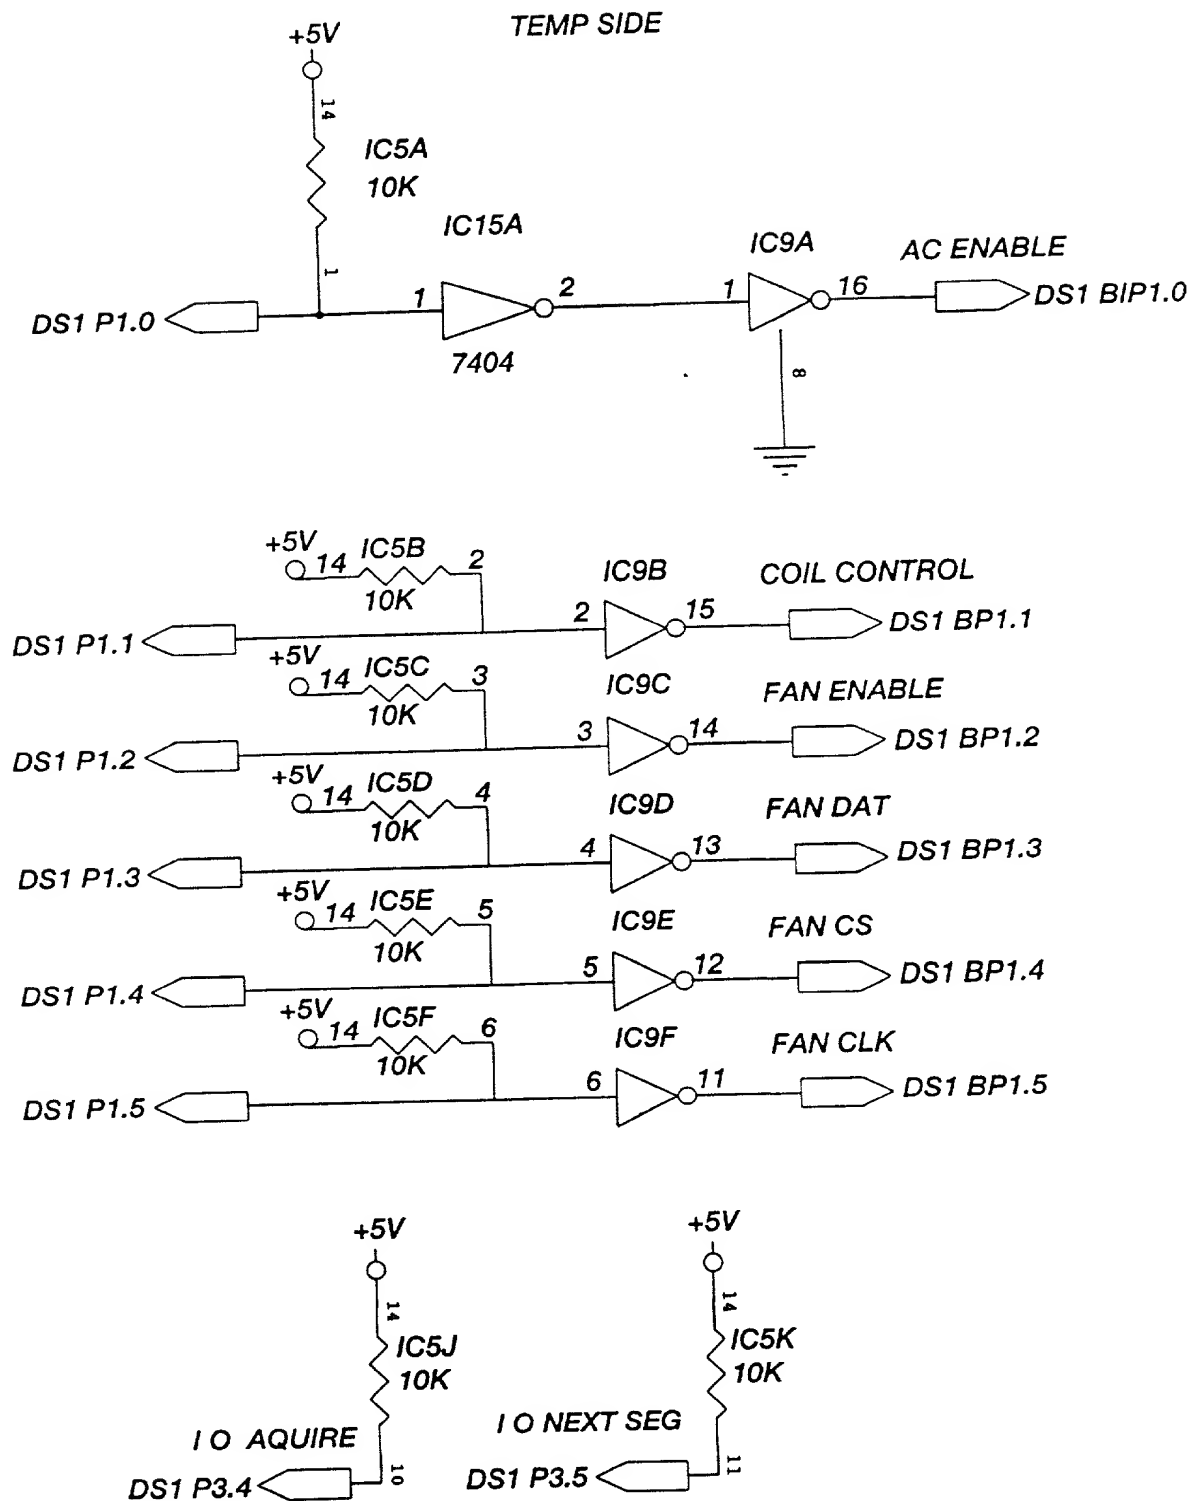 TEMP SIDE
+5V
14
IC5A
10K
1
IC15A
IC9A
AC ENABLE
DS1 P1.0
1
2
1
16
DS1 BIP1.0
7404
8
+5V
14
IC5B
2
10K
IC9B
COIL CONTROL
DS1 P1.1
2
15
DS1 BP1.1
+5V
14
IC5C
3
10K
IC9C
FAN ENABLE
DS1 P1.2
3
14
DS1 BP1.2
+5V
14
IC5D
4
10K
IC9D
FAN DAT
DS1 P1.3
4
13
DS1 BP1.3
+5V
14
IC5E
5
10K
IC9E
FAN CS
DS1 P1.4
5
12
DS1 BP1.4
+5V
14
IC5F
6
10K
IC9F
FAN CLK
DS1 P1.5
6
11
DS1 BP1.5
+5V
14
IC5J
10K
I O AQUIRE
10
DS1 P3.4
+5V
14
IC5K
10K
I O NEXT SEG
11
DS1 P3.5